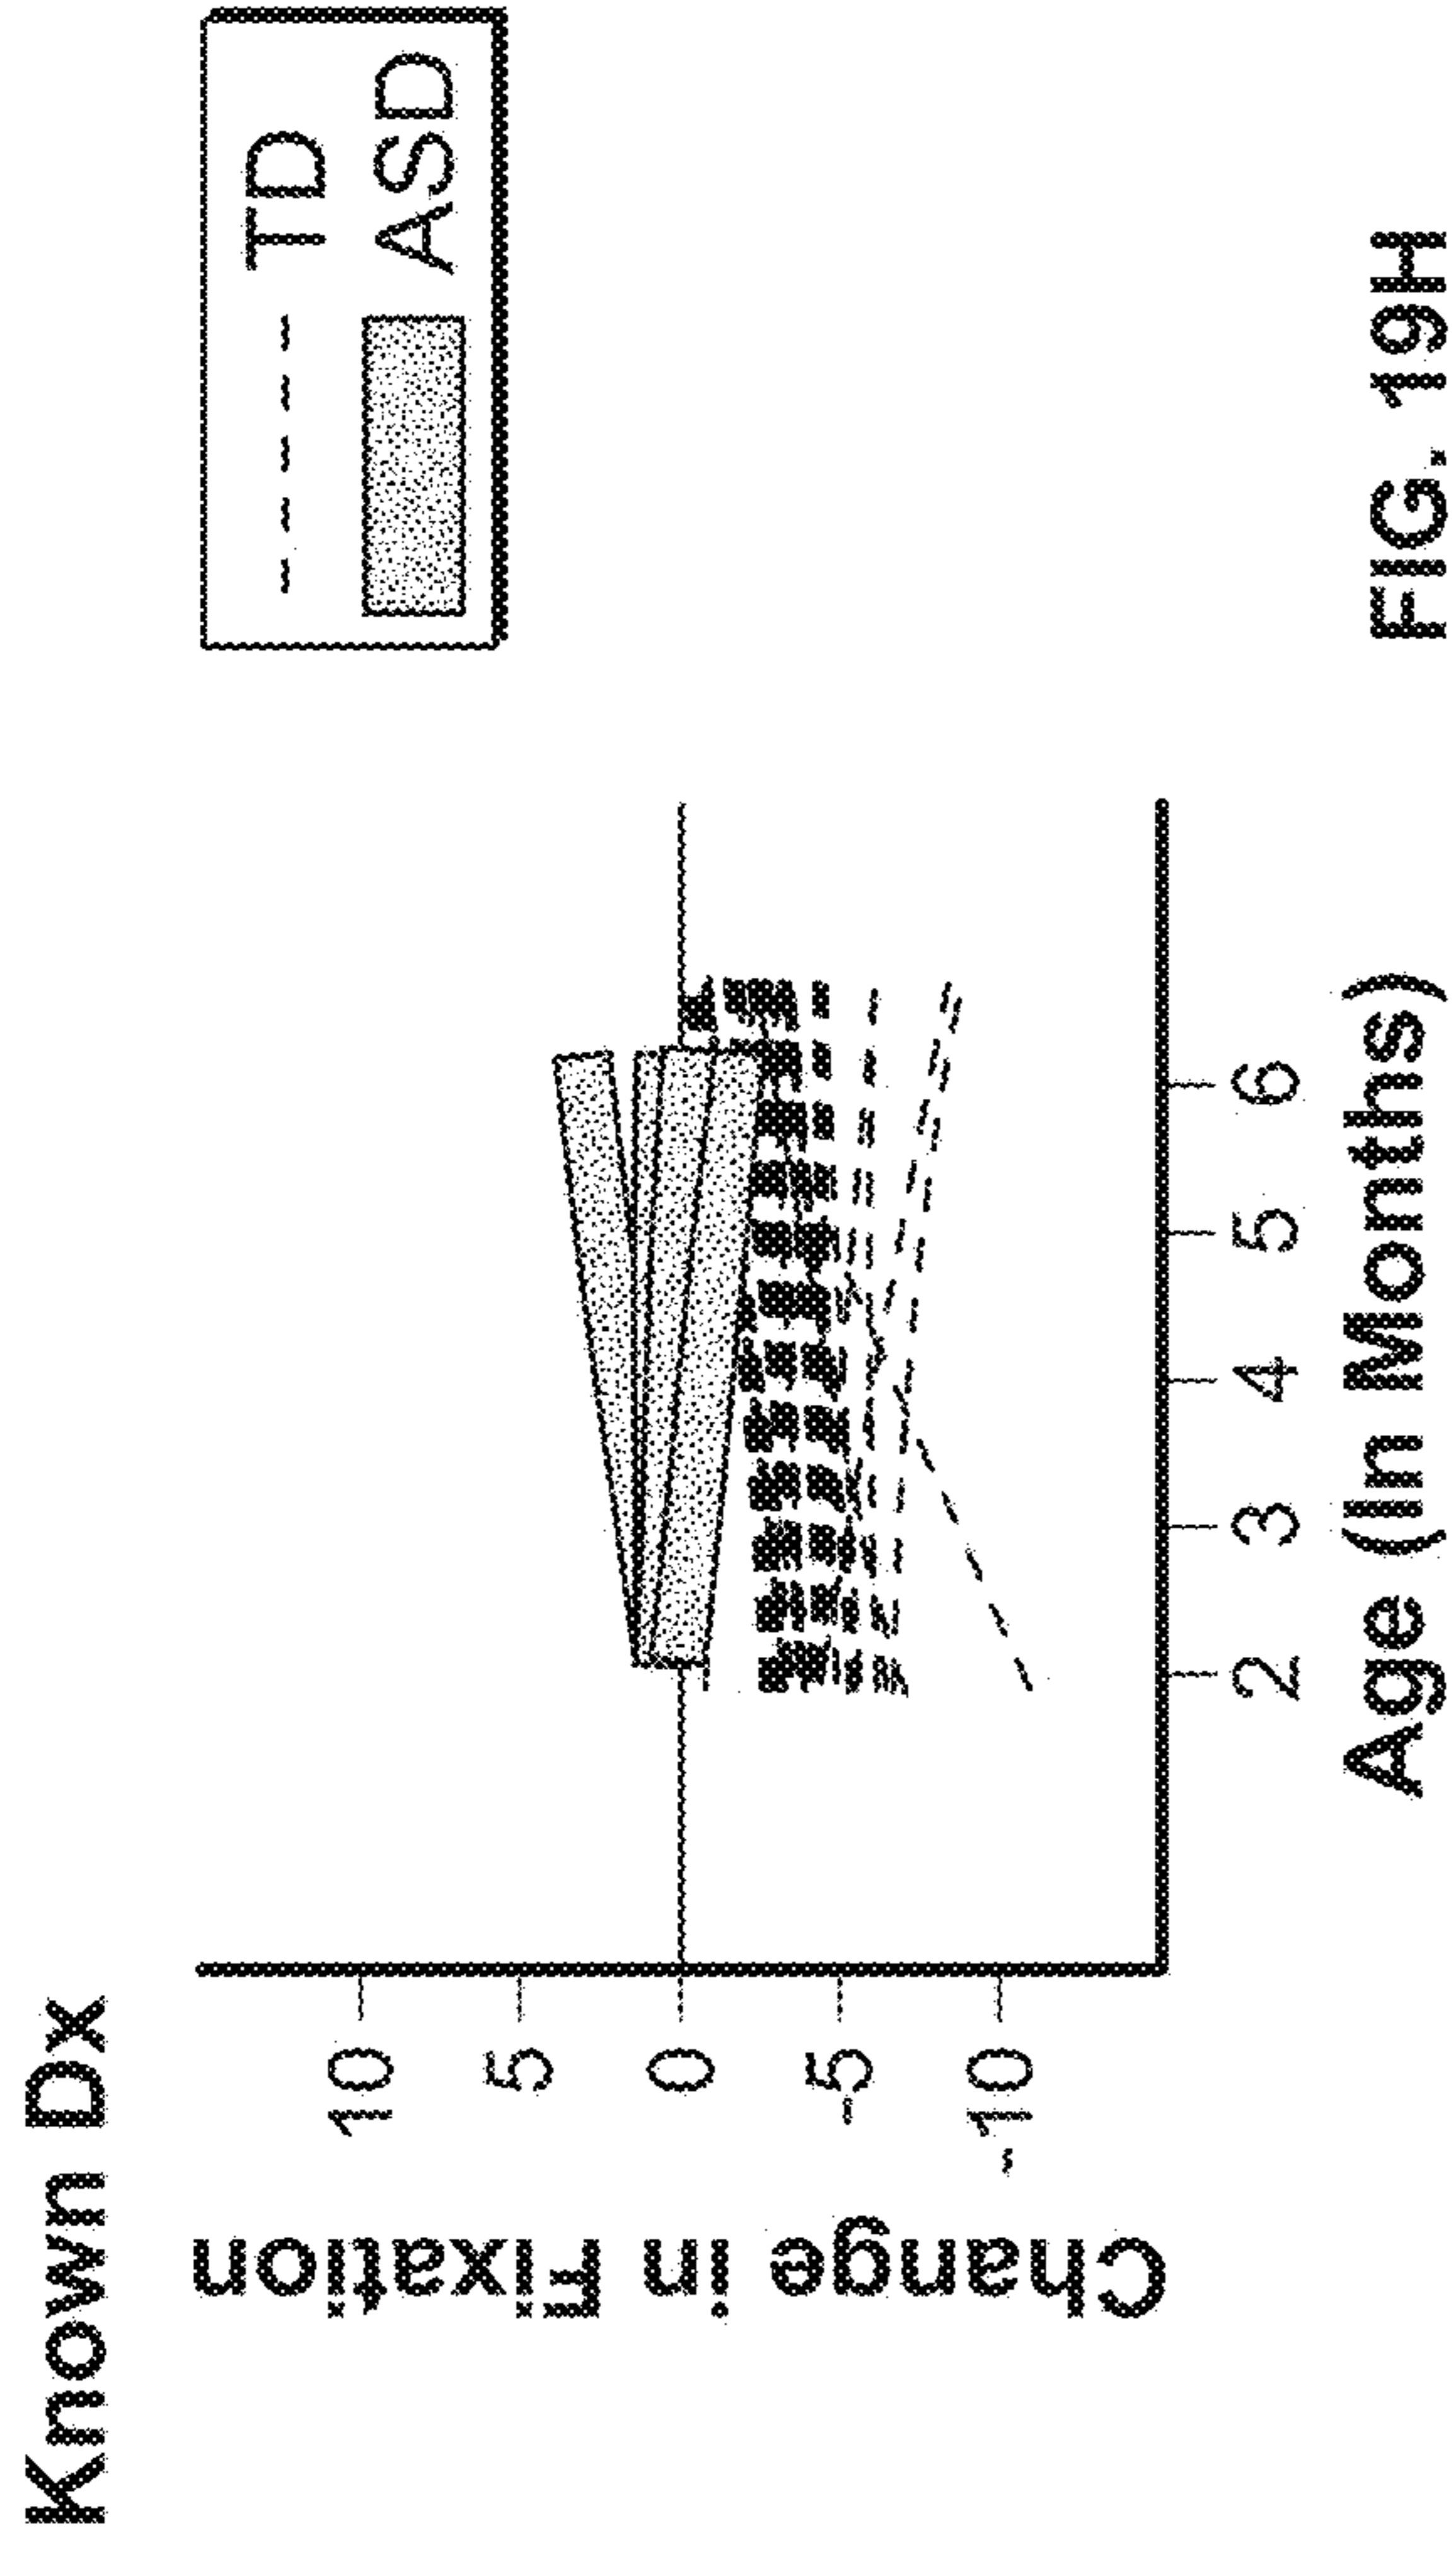 Known Dx
Change in Fixation
10
5
0
-5
-10
2
3
4
5
6
Age (In Months)
TD
ASD
FIG. 19H